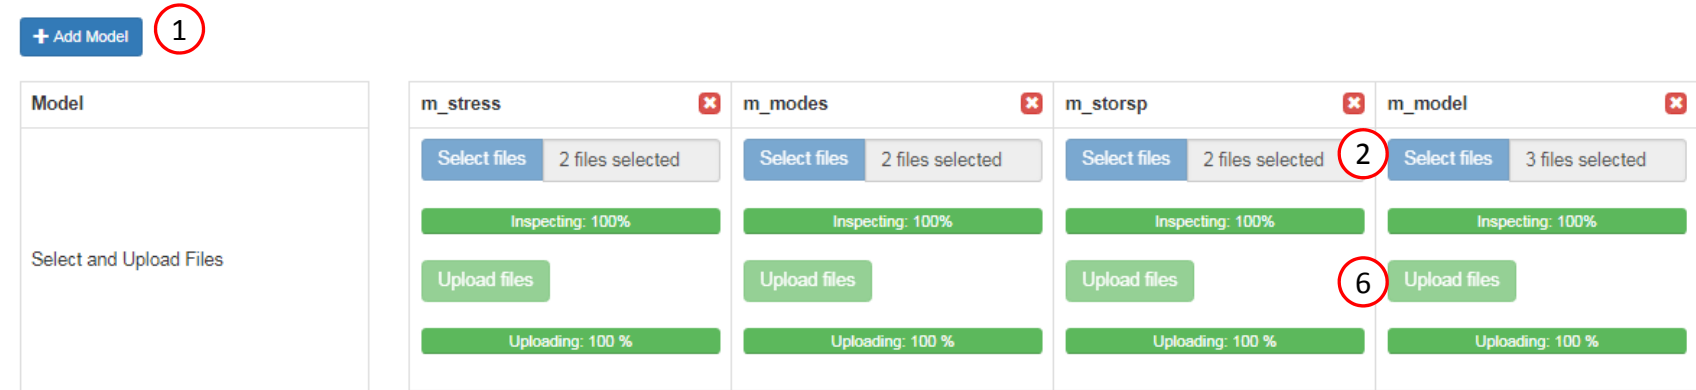 + Add Model 1
Model m_stress m_modes m_storsp m_model
Select files 2 files selected Select files 2 files selected Select files 2 files selected 2 Select files 3 files selected
Inspecting: 100% Inspecting: 100% Inspecting: 100% Inspecting: 100%
Select and Upload Files
Upload files Upload files Upload files 6 Upload files
Uploading: 100 % Uploading: 100 % Uploading: 100 % Uploading: 100 %